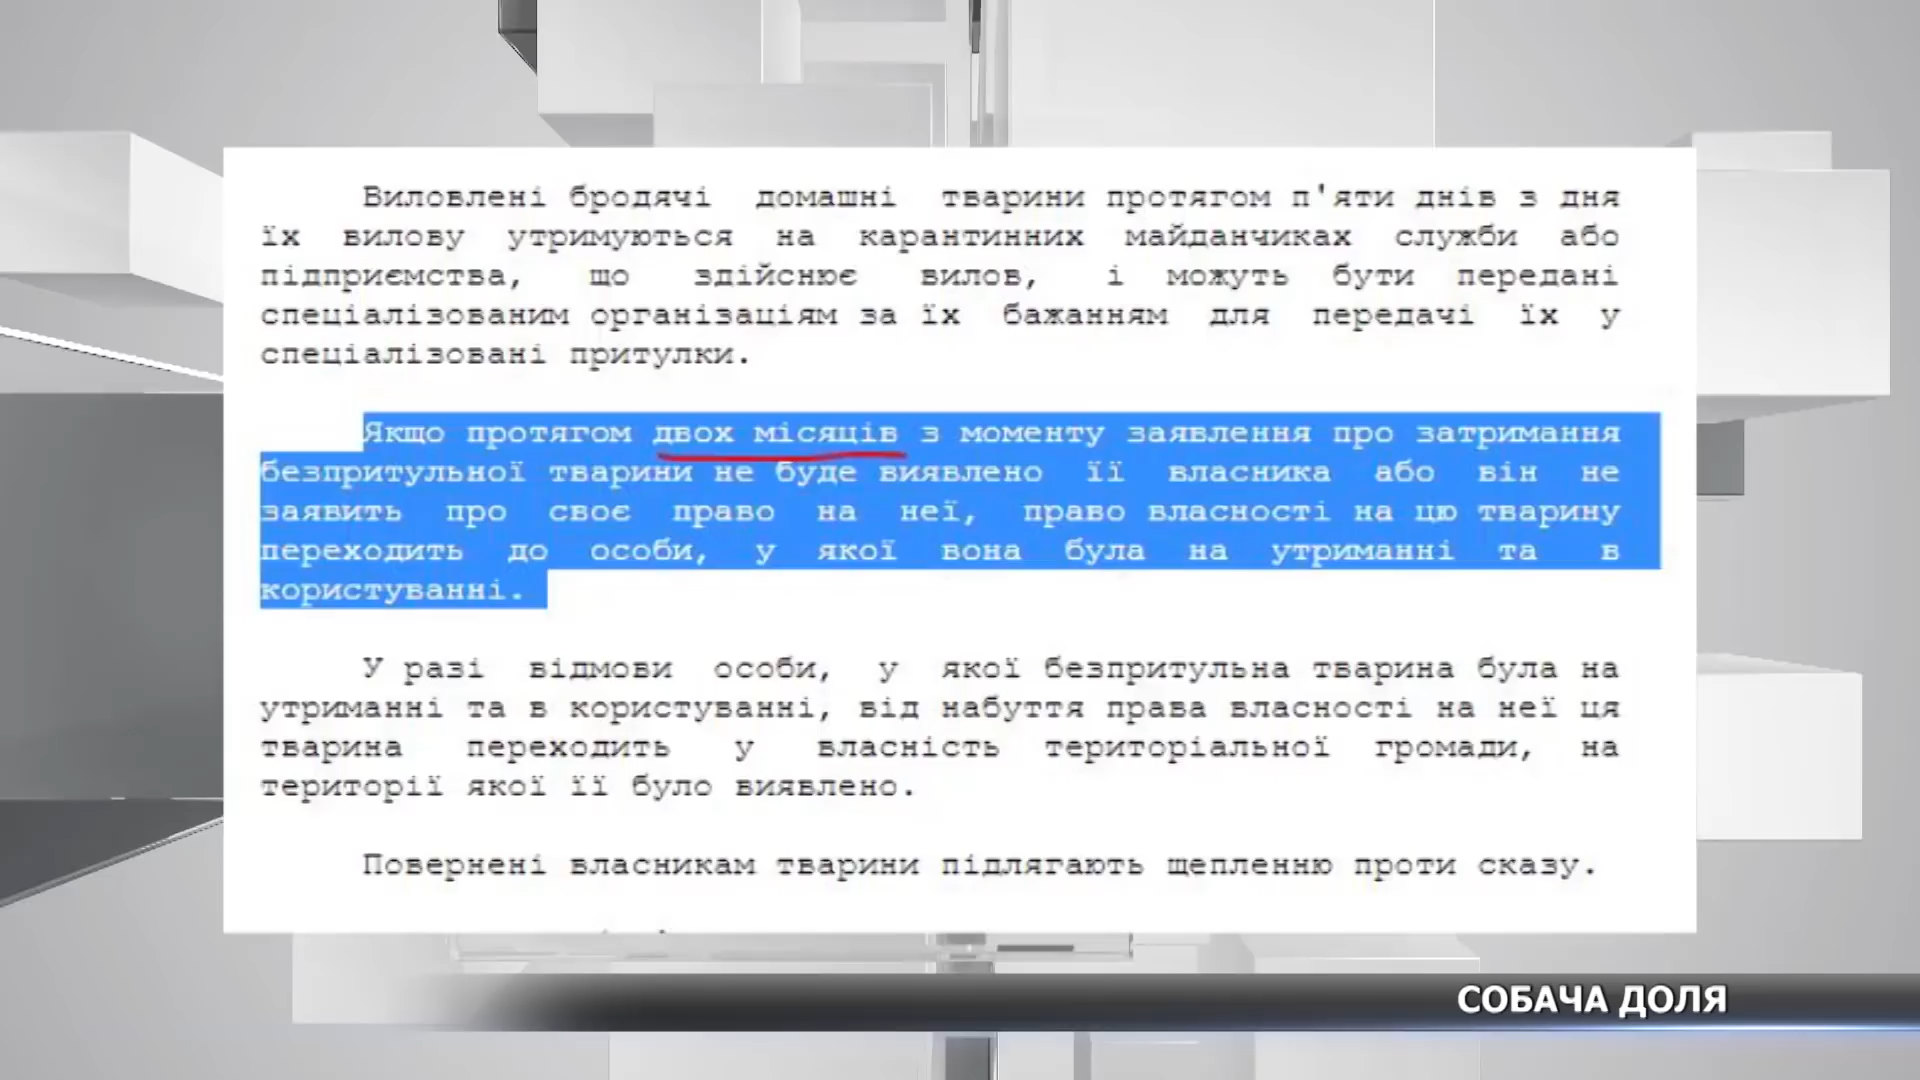 Виловлені бродячі домашні тварини протягом п'яти днів з дня
їх вилову утримуються на карантинних майданчиках служби або
підприємства, що здійснює вилов, і можуть бути передані
спеціалізованим організаціям за їх бажанням для передачі їх у
спеціалізовані притулки.
Якщо протягом двох місяців з моменту заявлення про затримання
безпритульної тварини не буде виявлено її власника або він не
заявить про своє право на неї, право власності на цю тварину
переходить до особи, у якої вона була на утриманні та в
користуванні.
У разі відмови особи, у якої безпритульна тварина була на
утриманні та в користуванні, від набуття права власності на неї ця
тварина переходить у власність територіальної громади, на
території якої її було виявлено.
Повернені власникам тварини підлягають щепленню проти сказу.
СОБАЧА ДОЛЯ